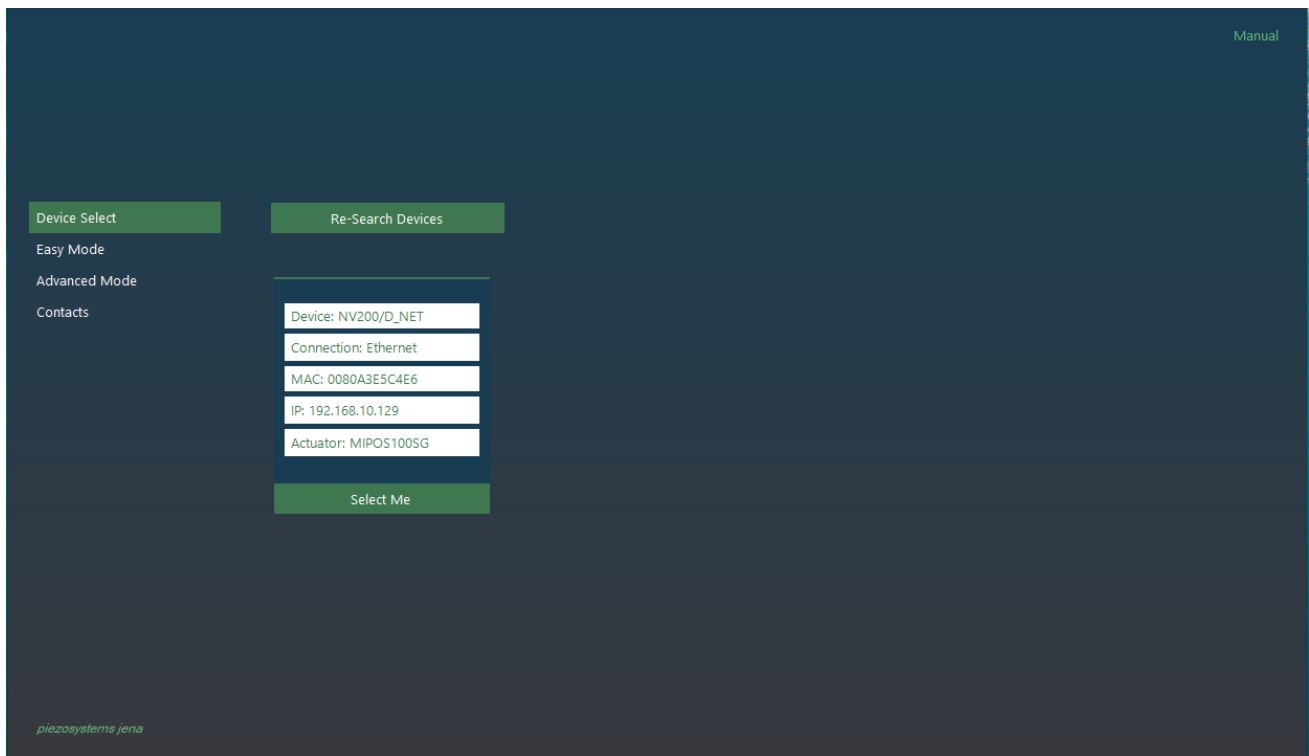 Manual
Device Select
Easy Mode
Advanced Mode
Contacts
Re-Search Devices
Device: NV200/D_NET
Connection: Ethernet
MAC: 0080A3E5C4E6
IP: 192.168.10.129
Actuator: MIPOS100SG
Select Me
piezosystems jena